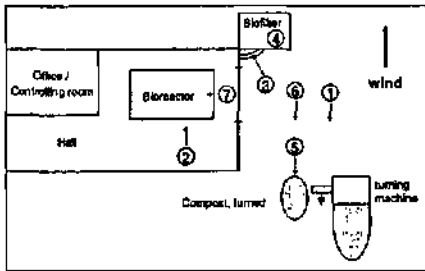 Biofilter
④
Office /
Controlling room
wind
③
⑥
①
Bioreactor
⑦
Hall
②
⑤
Compost, turned
turning
machine